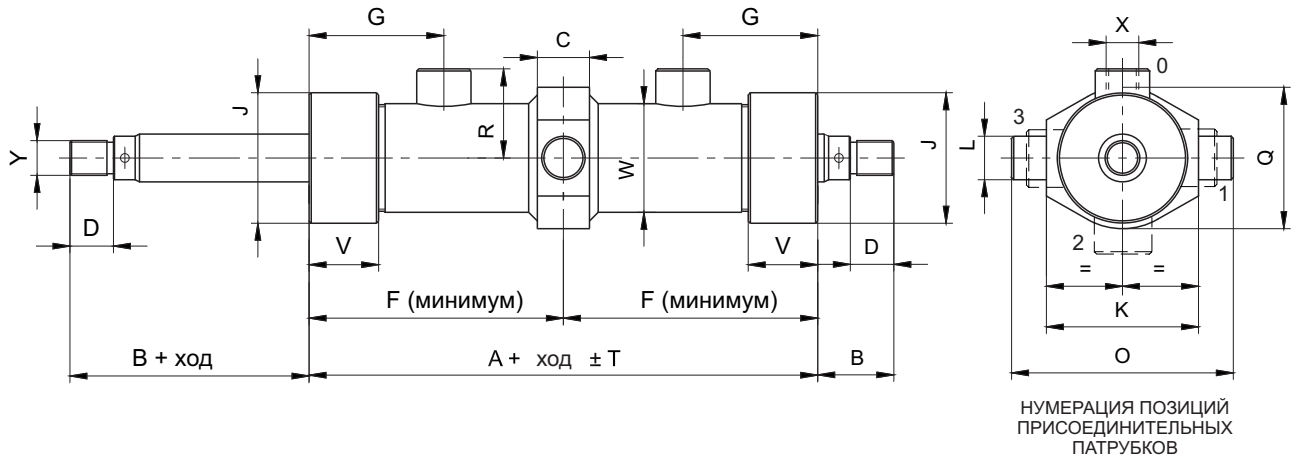 G
G
C
X
0
J
R
Y
W
J
3
L
Q
1
D
V
V
D
2
= =
F (минимум)
F (минимум)
K
B + ход
A + ход ± T
B
O
НУМЕРАЦИЯ ПОЗИЦИЙ
ПРИСОЕДИНИТЕЛЬНЫХ
ПАТРУБКОВ